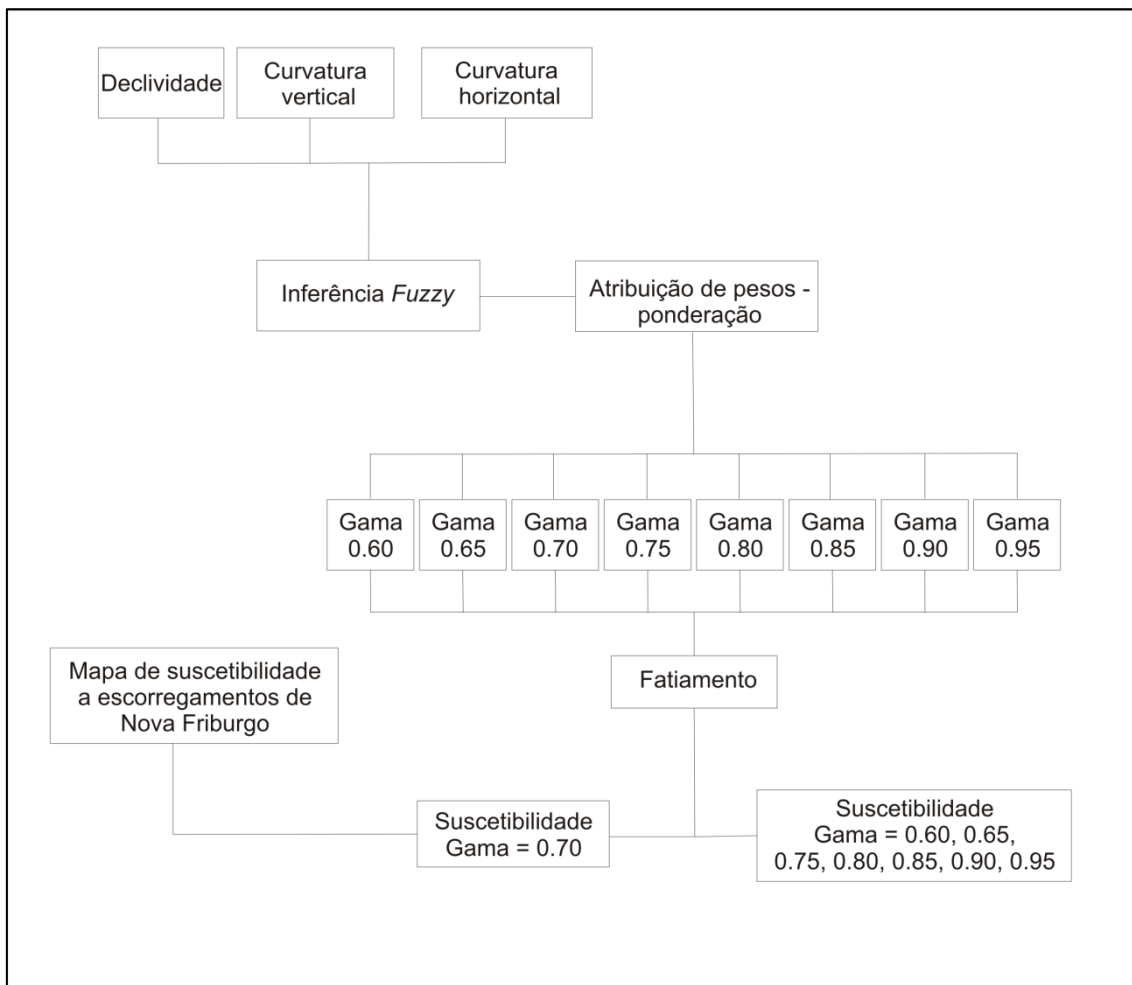 Declividade
Curvatura
vertical
Curvatura
horizontal
Inferência Fuzzy
Atribuição de pesos -
ponderação
Gama
0.60
Gama
0.65
Gama
0.70
Gama
0.75
Gama
0.80
Gama
0.85
Gama
0.90
Gama
0.95
Mapa de suscetibilidade
a escorregamentos de
Nova Friburgo
Fatiamento
Suscetibilidade
Gama = 0.70
Suscetibilidade
Gama = 0.60, 0.65,
0.75, 0.80, 0.85, 0.90, 0.95